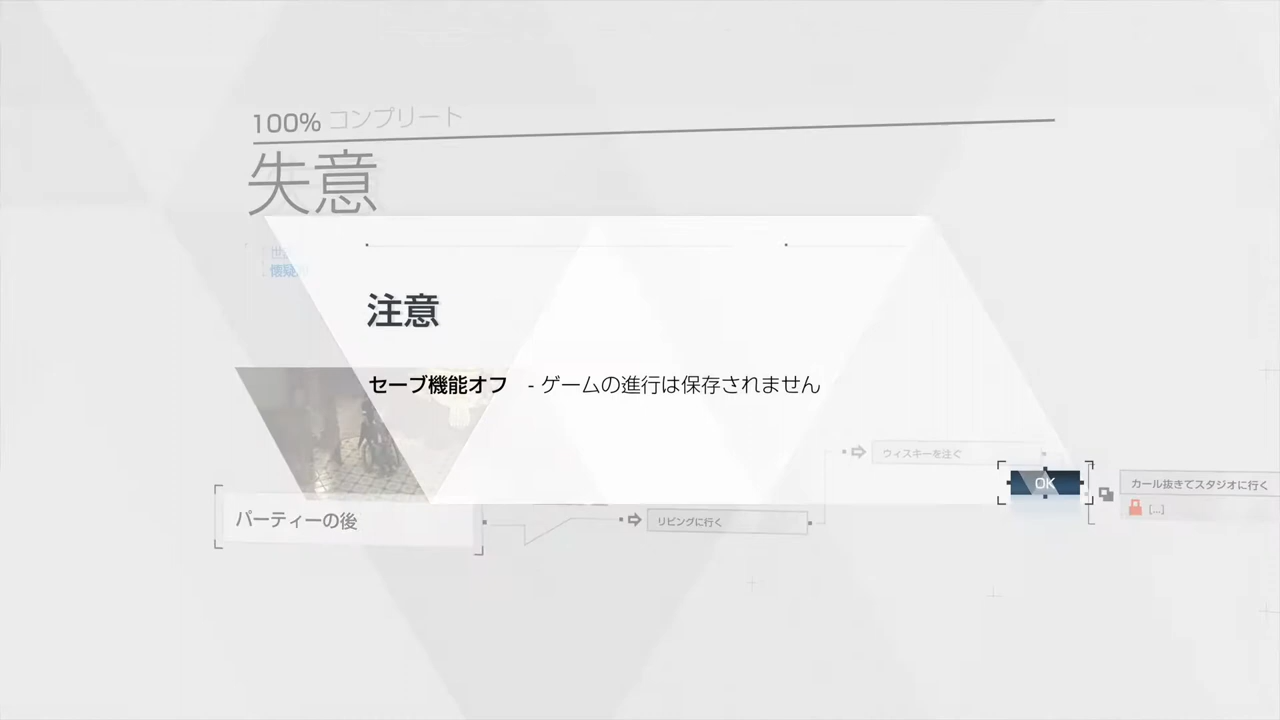 100% コンプリート
失意
懐疑
注意
セーブ機能オフ - ゲームの進行は保存されません
ウィスキーを注ぐ
OK
カール抜きてスタジオに行く
[...]
パーティーの後
リビングに行く